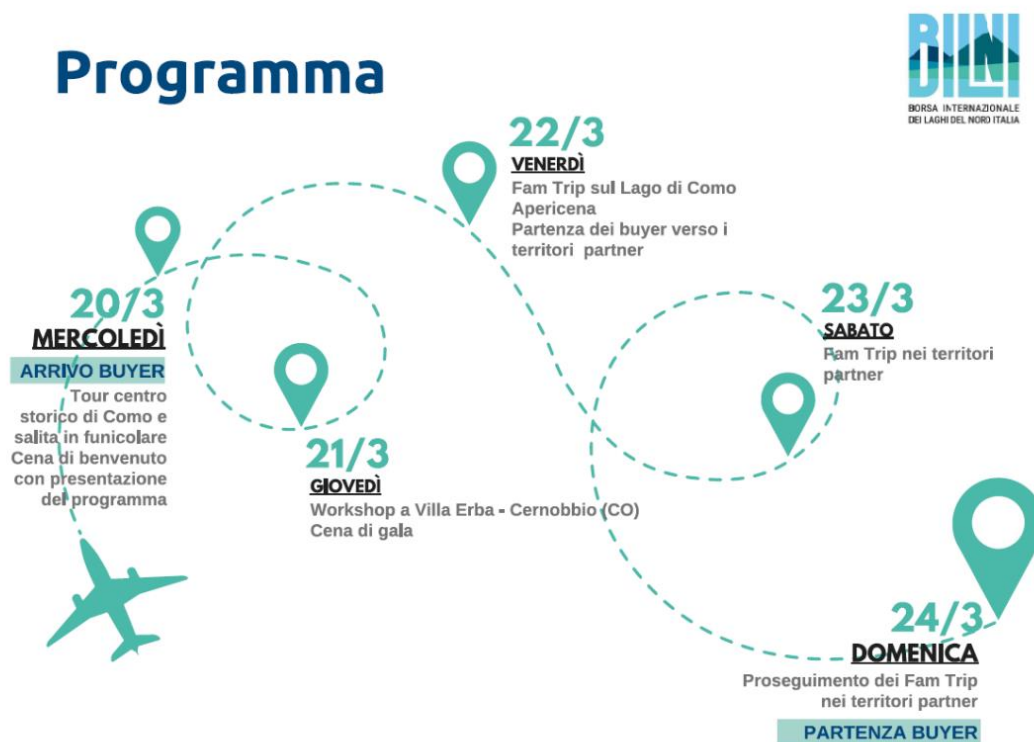 Programma
BILNI
BORSA INTERNAZIONALE
DEI LAGHI DEL NORD ITALIA
20/3
MERCOLEDÌ
ARRIVO BUYER
Tour centro
storico di Como e
salita in funicolare
Cena di benvenuto
con presentazione
del programma
21/3
GIOVEDÌ
Workshop a Villa Erba - Cernobbio (CO)
Cena di gala
22/3
VENERDÌ
Fam Trip sul Lago di Como
Apericena
Partenza dei buyer verso i
territori partner
23/3
SABATO
Fam Trip nei territori
partner
24/3
DOMENICA
Proseguimento dei Fam Trip
nei territori partner
PARTENZA BUYER